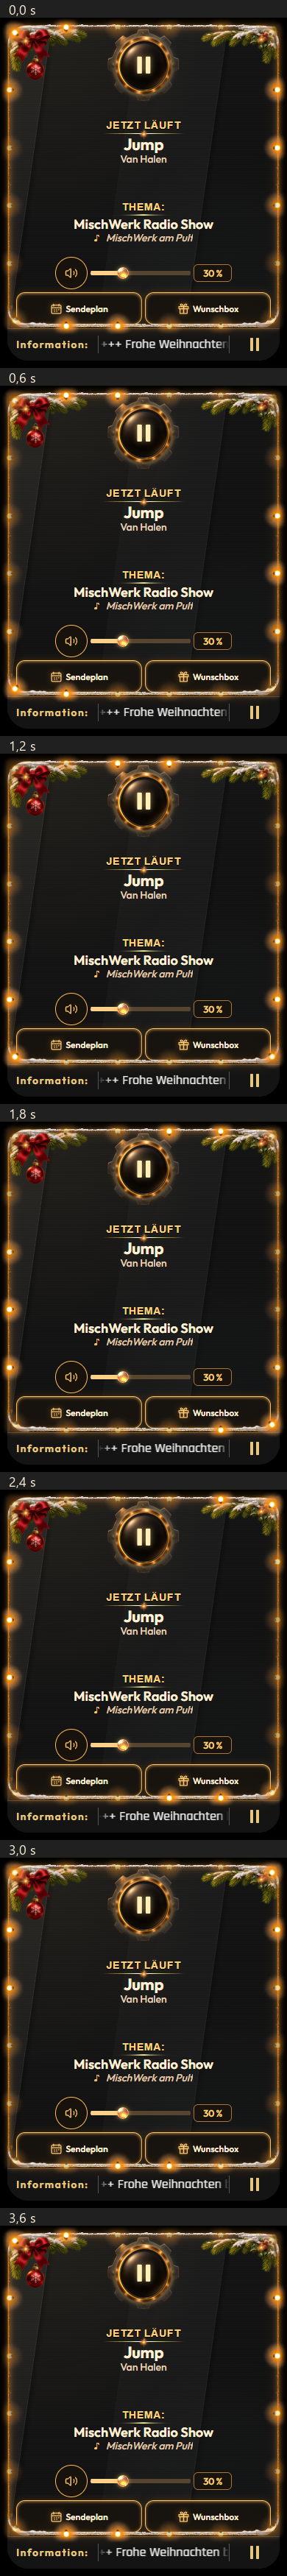 0,0 s
JETZT LÄUFT
Jump
Van Halen
THEMA:
MischWerk Radio Show
♪ MischWerk am Pult
30 %
Sendeplan
Wunschbox
Information: +++ Frohe Weihnachten
0,6 s
JETZT LÄUFT
Jump
Van Halen
THEMA:
MischWerk Radio Show
♪ MischWerk am Pult
30 %
Sendeplan
Wunschbox
Information: +++ Frohe Weihnachten
1,2 s
JETZT LÄUFT
Jump
Van Halen
THEMA:
MischWerk Radio Show
♪ MischWerk am Pult
30 %
Sendeplan
Wunschbox
Information: +++ Frohe Weihnachten
1,8 s
JETZT LÄUFT
Jump
Van Halen
THEMA:
MischWerk Radio Show
♪ MischWerk am Pult
30 %
Sendeplan
Wunschbox
Information: ++ Frohe Weihnachten
2,4 s
JETZT LÄUFT
Jump
Van Halen
THEMA:
MischWerk Radio Show
♪ MischWerk am Pult
30 %
Sendeplan
Wunschbox
Information: ++ Frohe Weihnachten
3,0 s
JETZT LÄUFT
Jump
Van Halen
THEMA:
MischWerk Radio Show
♪ MischWerk am Pult
30 %
Sendeplan
Wunschbox
Information: ++ Frohe Weihnachten
3,6 s
JETZT LÄUFT
Jump
Van Halen
THEMA:
MischWerk Radio Show
♪ MischWerk am Pult
30 %
Sendeplan
Wunschbox
Information: ++ Frohe Weihnachten